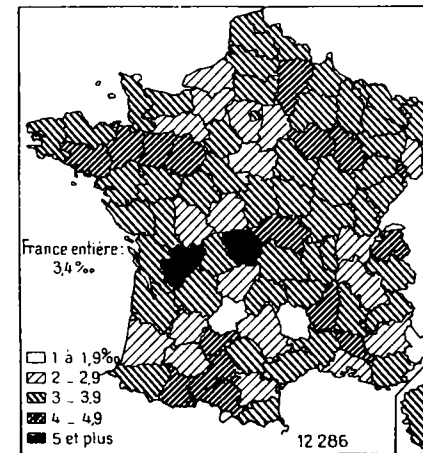 France entière :
3,4‰
1 à 1,9‰
2 _ 2,9
3 _ 3,9
4 _ 4,9
5 et plus
12 286